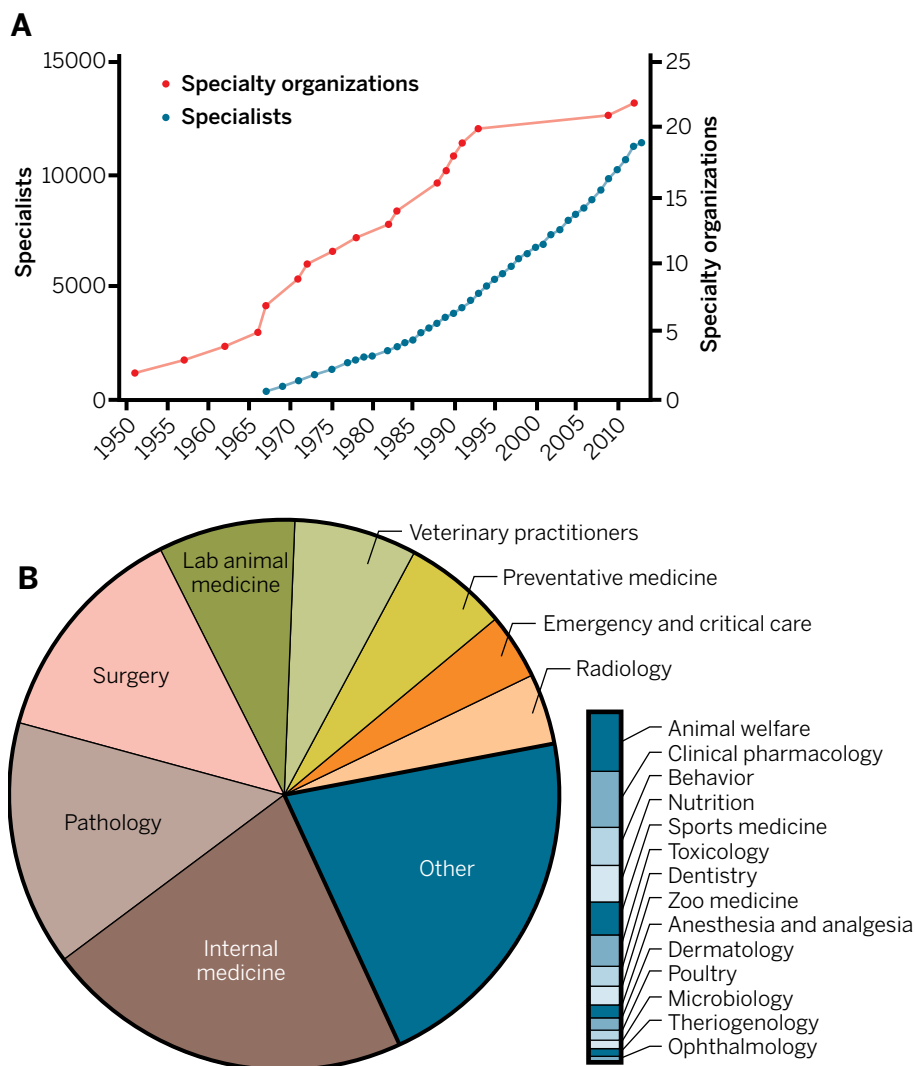 A
15000
10000
5000
0
Specialists
Specialty organizations
Specialists
25
20
15
10
5
0
Specialty organizations
1950
1955
1960
1965
1970
1975
1980
1985
1990
1995
2000
2005
2010
B
Lab animal
medicine
Veterinary practitioners
Preventative medicine
Emergency and critical care
Radiology
Surgery
Pathology
Internal
medicine
Other
Animal welfare
Clinical pharmacology
Behavior
Nutrition
Sports medicine
Toxicology
Dentistry
Zoo medicine
Anesthesia and analgesia
Dermatology
Poultry
Microbiology
Theriogenology
Ophthalmology